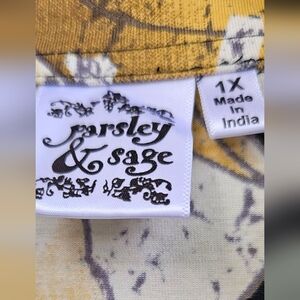 parsley
& sage
1X
Made
in
India